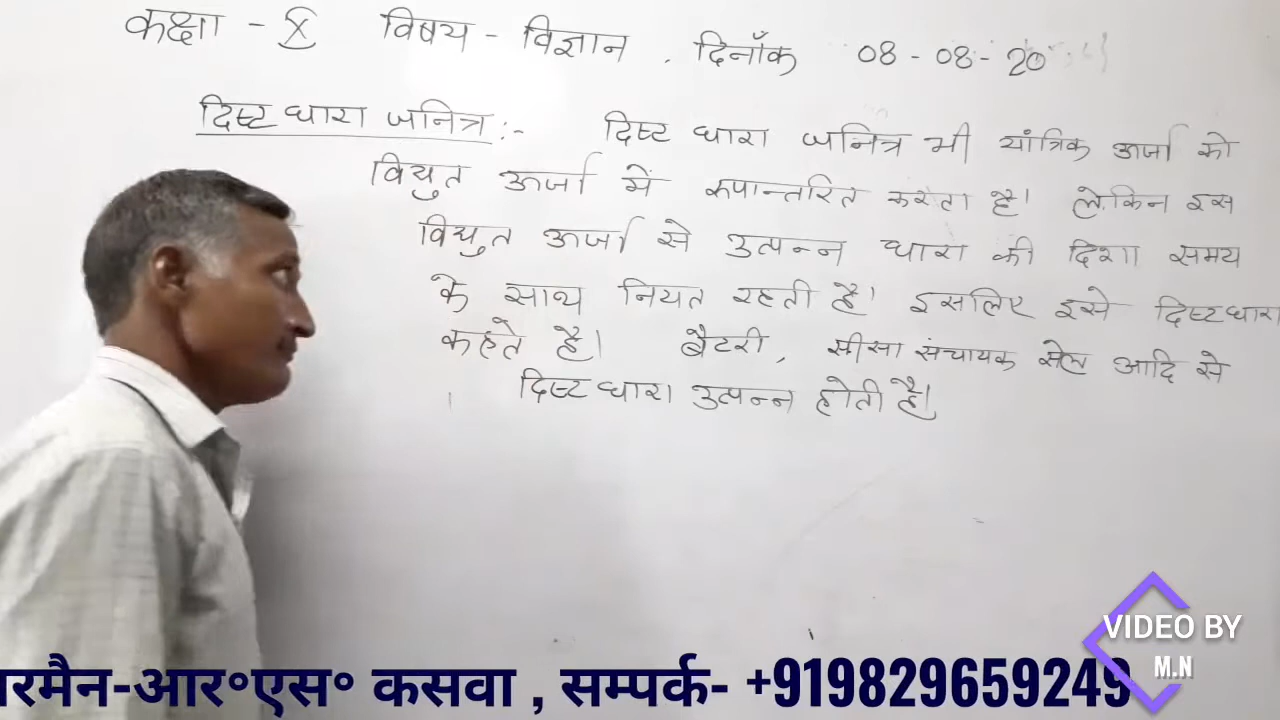 कक्षा - X विषय - विज्ञान . दिनाँक 08 - 08 - 20
दिष्ट धारा जनित्र :- दिष्ट धारा जनित्र भी यांत्रिक ऊर्जा को
विद्युत ऊर्जा में रुपान्तरित करता है। लेकिन इस
विद्युत ऊर्जा से उत्पन्न धारा की दिशा समय
के साथ नियत रहती है। इसलिए इसे दिष्टधारा
कहते है। बैटरी, सीसा संचायक सेल आदि से
दिष्टधारा उत्पन्न होती है।
VIDEO BY
M.N
रमैन-आर॰एस॰ कसवा , सम्पर्क- +919829659249